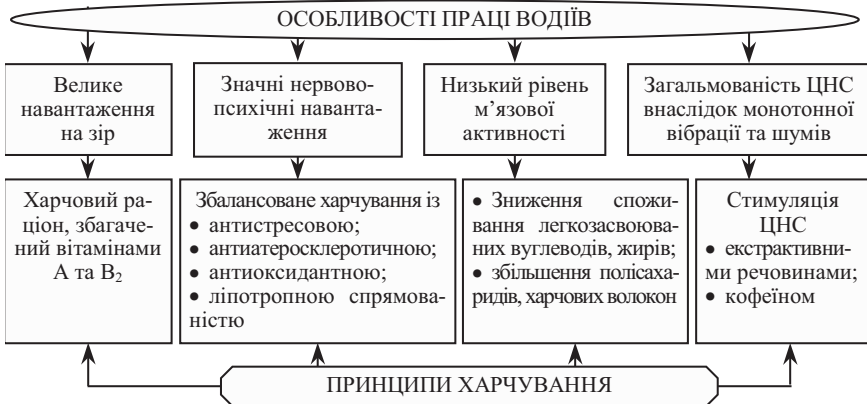 ОСОБЛИВОСТІ ПРАЦІ ВОДІЇВ
Велике
навантаження
на зір
Значні нервово-
психічні наванта-
ження
Низький рівень
м’язової
активності
Загальмованість ЦНС
внаслідок монотонної
вібрації та шумів
Харчовий ра-
ціон, збагаче-
ний вітамінами
А та В₂
Збалансоване харчування із
● антистресовою;
● антиатеросклеротичною;
● антиоксидантною;
● ліпотропною спрямова-
ністю
● Зниження спожи-
вання легкозасвоюва-
них вуглеводів, жирів;
● збільшення полісаха-
ридів, харчових волокон
Стимуляція
ЦНС
● екстрактивни-
ми речовинами;
● кофеїном
ПРИНЦИПИ ХАРЧУВАННЯ